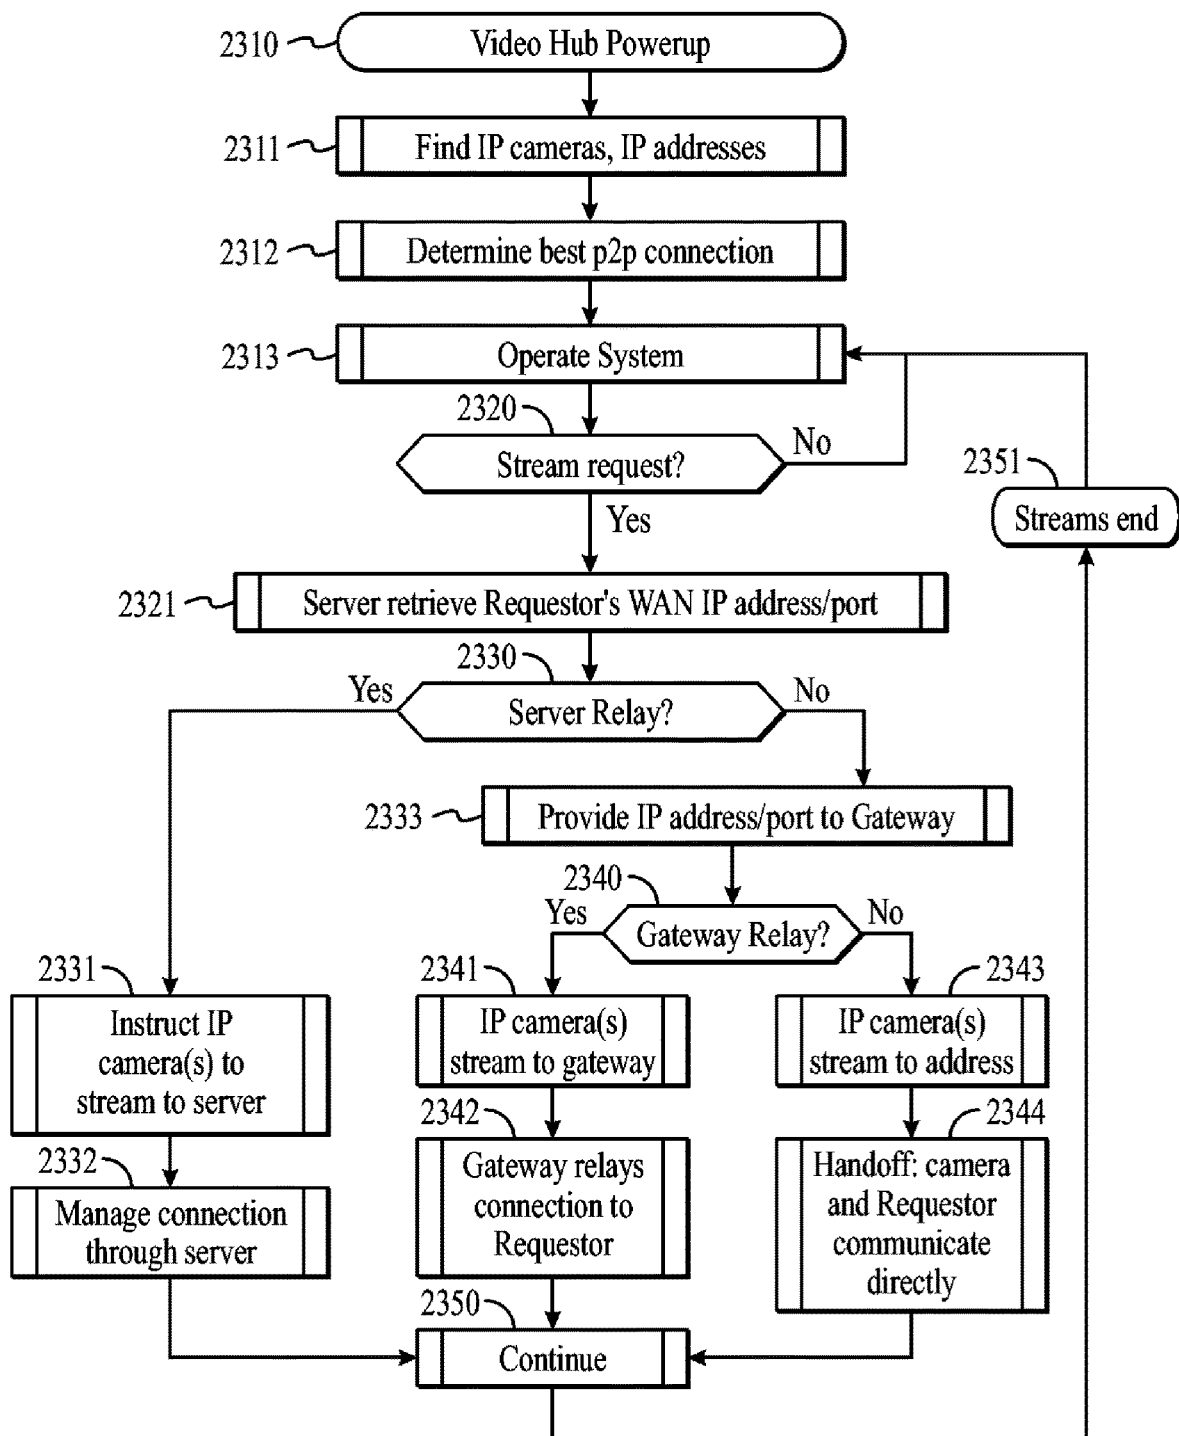 2310
Video Hub Powerup
2311
Find IP cameras, IP addresses
2312
Determine best p2p connection
2313
Operate System
2320
Stream request?
No
Yes
2351
Streams end
2321
Server retrieve Requestor's WAN IP address/port
2330
Yes
Server Relay?
No
2333
Provide IP address/port to Gateway
2340
Yes
Gateway Relay?
No
2331
Instruct IP
camera(s) to
stream to server
2341
IP camera(s)
stream to gateway
2343
IP camera(s)
stream to address
2332
Manage connection
through server
2342
Gateway relays
connection to
Requestor
2344
Handoff: camera
and Requestor
communicate
directly
2350
Continue